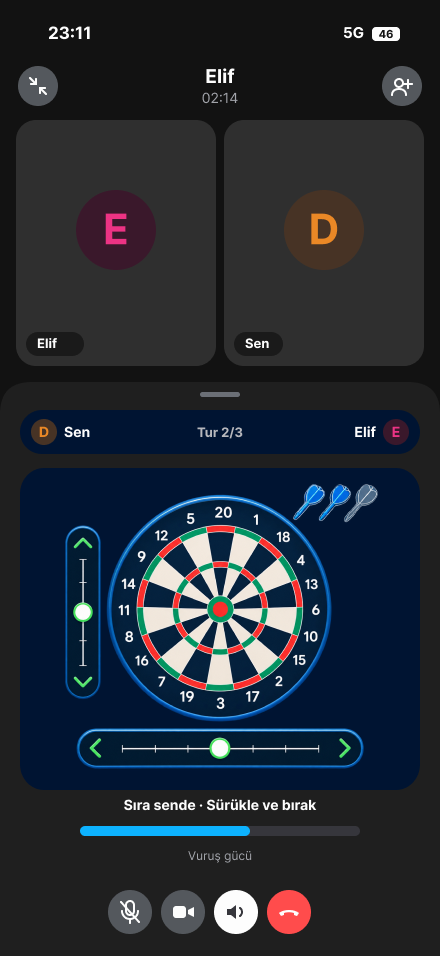 23:11
5G 46
Elif
02:14
E
D
Elif
Sen
D Sen
Tur 2/3
Elif E
20
1
18
4
13
6
10
15
2
17
3
19
7
16
8
11
14
9
12
5
Sıra sende · Sürükle ve bırak
Vuruş gücü